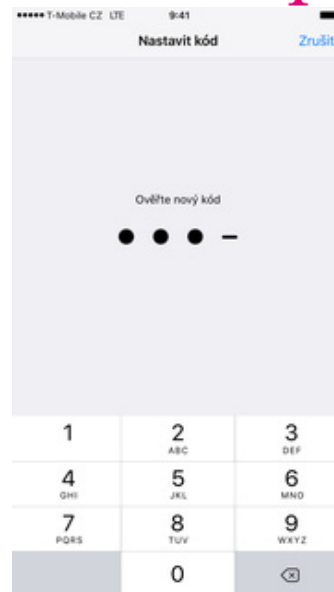 T-Mobile CZ LTE 9:41
Nastavit kód Zrušit
Ověřte nový kód
1 2 3
ABC DEF
4 5 6
GHI JKL MNO
7 8 9
PQRS TUV WXYZ
0